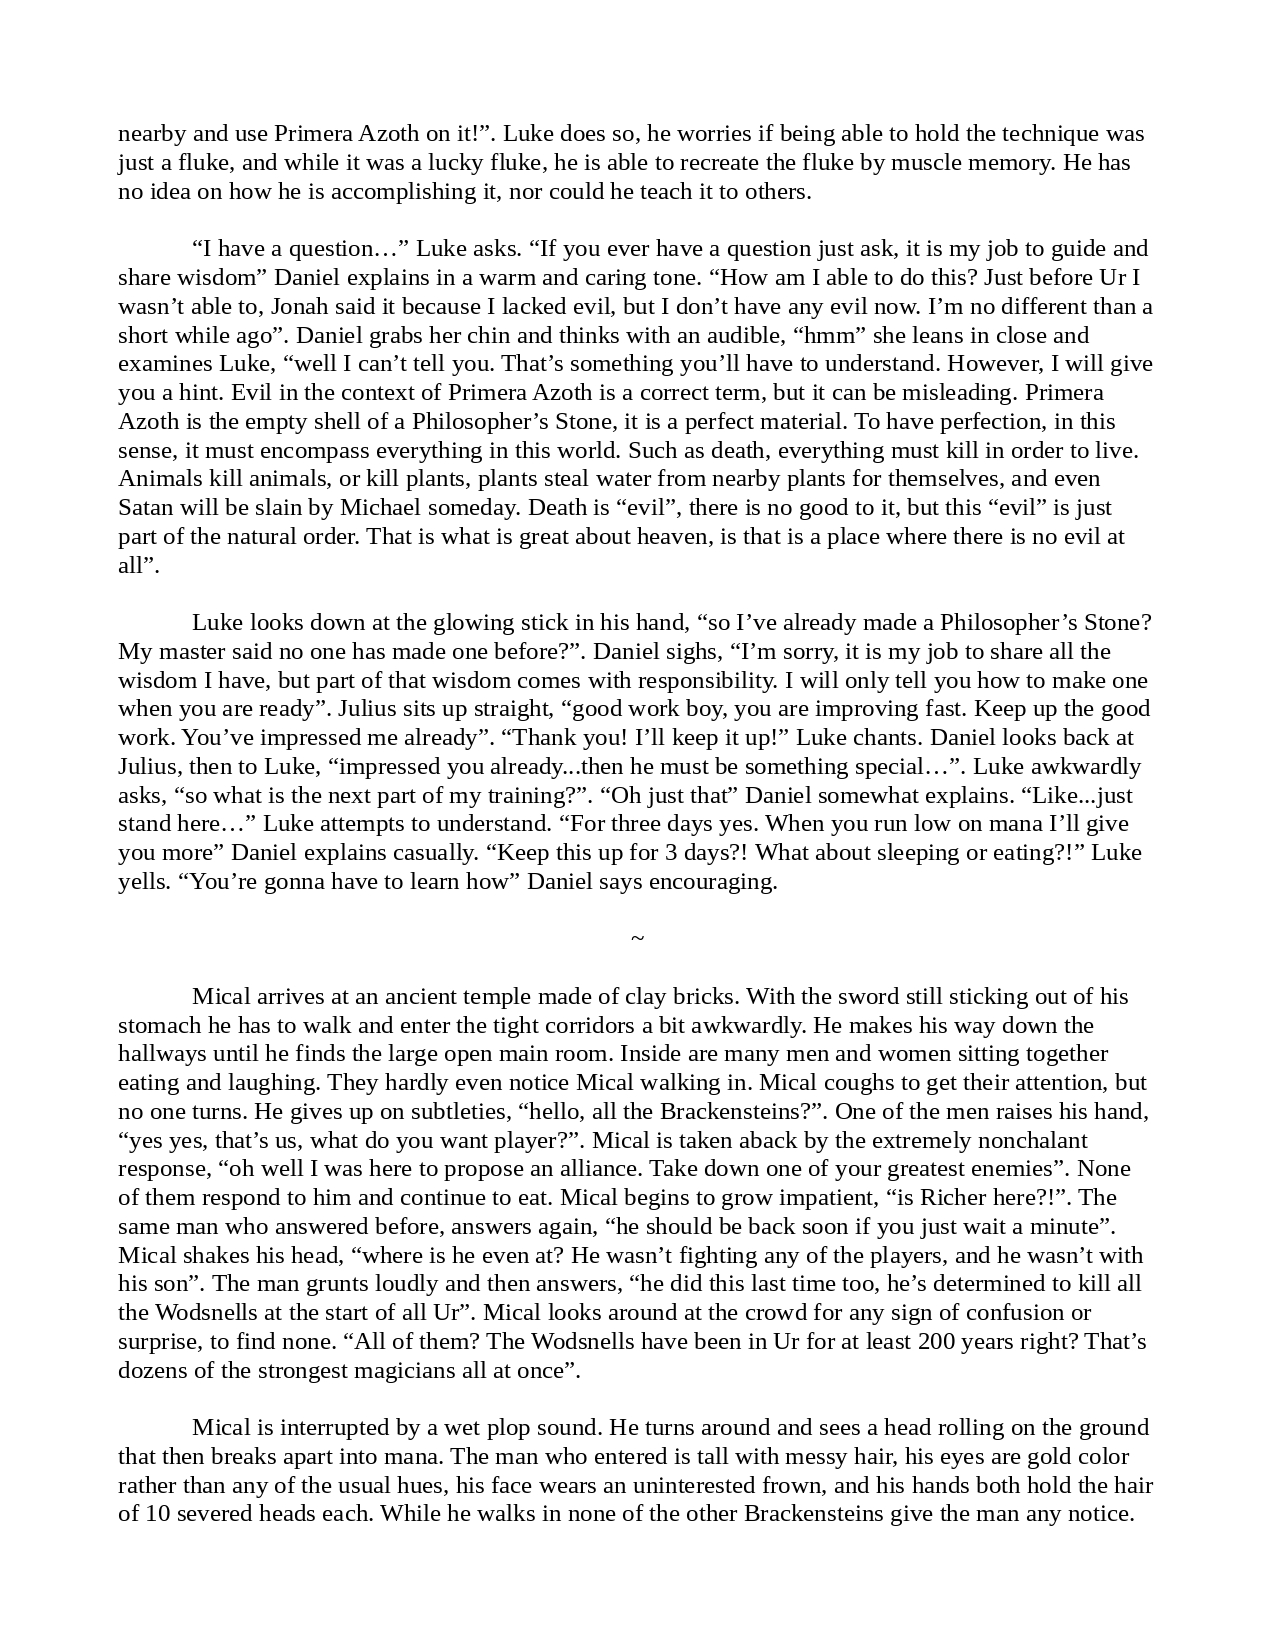 nearby and use Primera Azoth on it!”. Luke does so, he worries if being able to hold the technique was
just a fluke, and while it was a lucky fluke, he is able to recreate the fluke by muscle memory. He has
no idea on how he is accomplishing it, nor could he teach it to others.
“I have a question…” Luke asks. “If you ever have a question just ask, it is my job to guide and
share wisdom” Daniel explains in a warm and caring tone. “How am I able to do this? Just before Ur I
wasn’t able to, Jonah said it because I lacked evil, but I don’t have any evil now. I’m no different than a
short while ago”. Daniel grabs her chin and thinks with an audible, “hmm” she leans in close and
examines Luke, “well I can’t tell you. That’s something you’ll have to understand. However, I will give
you a hint. Evil in the context of Primera Azoth is a correct term, but it can be misleading. Primera
Azoth is the empty shell of a Philosopher’s Stone, it is a perfect material. To have perfection, in this
sense, it must encompass everything in this world. Such as death, everything must kill in order to live.
Animals kill animals, or kill plants, plants steal water from nearby plants for themselves, and even
Satan will be slain by Michael someday. Death is “evil”, there is no good to it, but this “evil” is just
part of the natural order. That is what is great about heaven, is that is a place where there is no evil at
all”.
Luke looks down at the glowing stick in his hand, “so I’ve already made a Philosopher’s Stone?
My master said no one has made one before?”. Daniel sighs, “I’m sorry, it is my job to share all the
wisdom I have, but part of that wisdom comes with responsibility. I will only tell you how to make one
when you are ready”. Julius sits up straight, “good work boy, you are improving fast. Keep up the good
work. You’ve impressed me already”. “Thank you! I’ll keep it up!” Luke chants. Daniel looks back at
Julius, then to Luke, “impressed you already...then he must be something special…”. Luke awkwardly
asks, “so what is the next part of my training?”. “Oh just that” Daniel somewhat explains. “Like...just
stand here…” Luke attempts to understand. “For three days yes. When you run low on mana I’ll give
you more” Daniel explains casually. “Keep this up for 3 days?! What about sleeping or eating?!” Luke
yells. “You’re gonna have to learn how” Daniel says encouraging.
~
Mical arrives at an ancient temple made of clay bricks. With the sword still sticking out of his
stomach he has to walk and enter the tight corridors a bit awkwardly. He makes his way down the
hallways until he finds the large open main room. Inside are many men and women sitting together
eating and laughing. They hardly even notice Mical walking in. Mical coughs to get their attention, but
no one turns. He gives up on subtleties, “hello, all the Brackensteins?”. One of the men raises his hand,
“yes yes, that’s us, what do you want player?”. Mical is taken aback by the extremely nonchalant
response, “oh well I was here to propose an alliance. Take down one of your greatest enemies”. None
of them respond to him and continue to eat. Mical begins to grow impatient, “is Richer here?!”. The
same man who answered before, answers again, “he should be back soon if you just wait a minute”.
Mical shakes his head, “where is he even at? He wasn’t fighting any of the players, and he wasn’t with
his son”. The man grunts loudly and then answers, “he did this last time too, he’s determined to kill all
the Wodsnells at the start of all Ur”. Mical looks around at the crowd for any sign of confusion or
surprise, to find none. “All of them? The Wodsnells have been in Ur for at least 200 years right? That’s
dozens of the strongest magicians all at once”.
Mical is interrupted by a wet plop sound. He turns around and sees a head rolling on the ground
that then breaks apart into mana. The man who entered is tall with messy hair, his eyes are gold color
rather than any of the usual hues, his face wears an uninterested frown, and his hands both hold the hair
of 10 severed heads each. While he walks in none of the other Brackensteins give the man any notice.